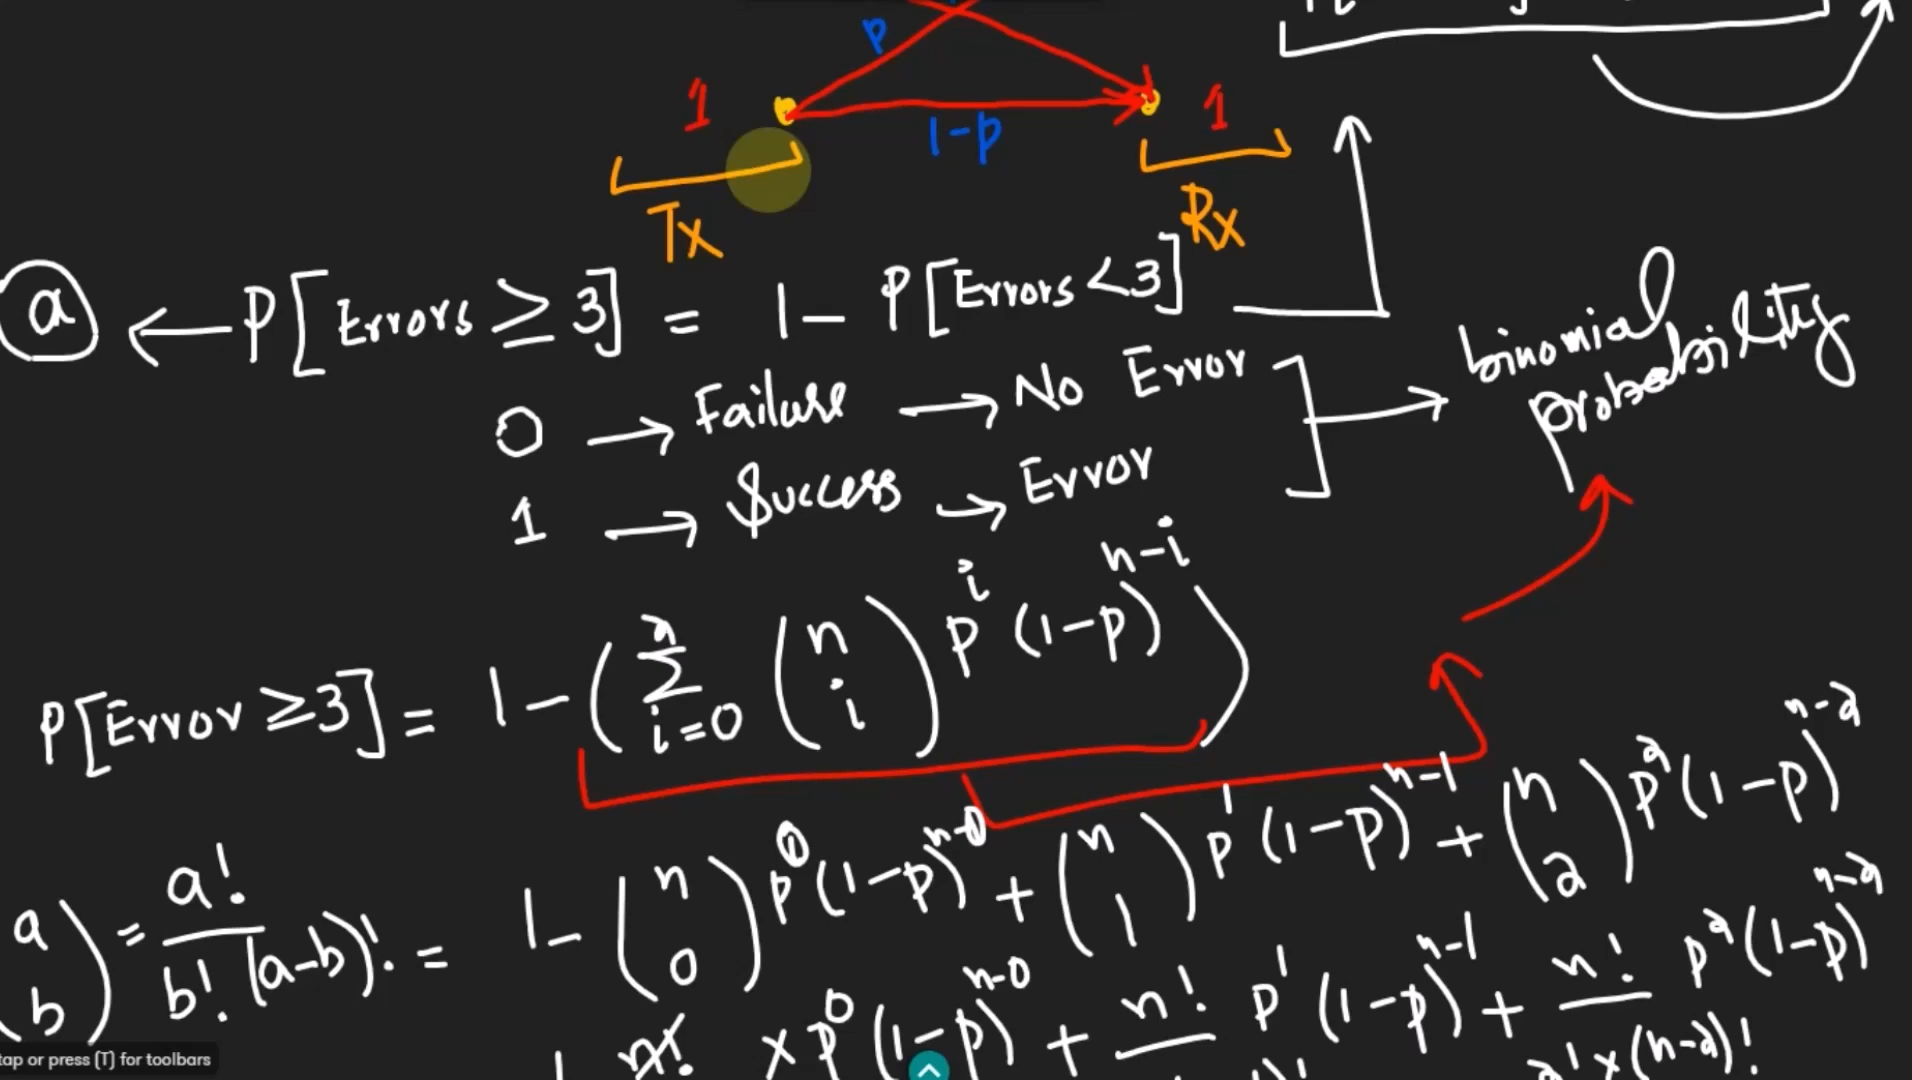 p
1
1
1-p
Tx
Rx
a ← P[Errors ≥ 3] = 1 - P[Errors < 3]
0 → Failure → No Error
1 → Success → Error
binomial
probability
P[Error ≥ 3] = 1 - (2 Σ i=0 (n i) p^i (1-p)^n-i)
(a b) = a! / b! (a-b)! = 1 - (n 0) p^0 (1-p)^n-0 + (n 1) p^1 (1-p)^n-1 + (n 2) p^2 (1-p)^n-2
n! × p^0 (1-p)^n-0 + n! p^1 (1-p)^n-1 + n! / 2! × (n-2)! p^2 (1-p)^n-2
tap or press (T) for toolbars